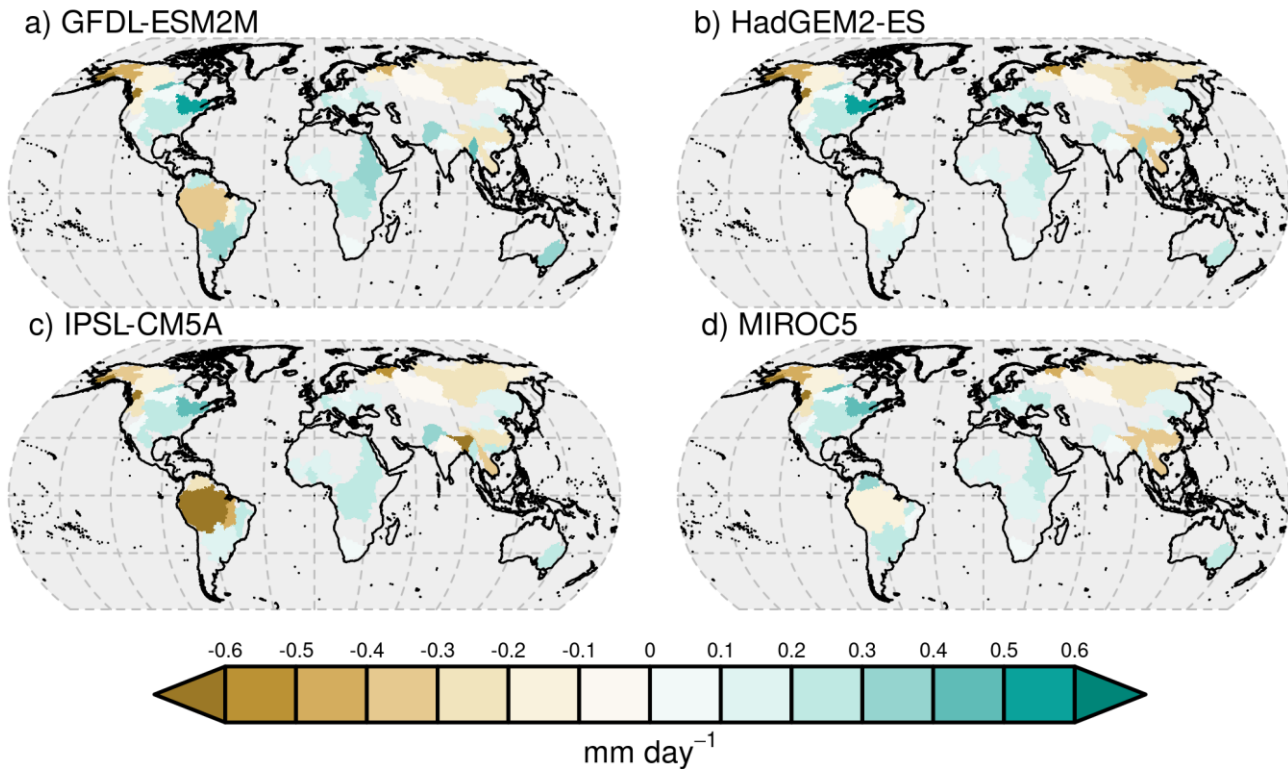 a) GFDL-ESM2M
b) HadGEM2-ES
c) IPSL-CM5A
d) MIROC5
-0.6 -0.5 -0.4 -0.3 -0.2 -0.1 0 0.1 0.2 0.3 0.4 0.5 0.6
mm day⁻¹